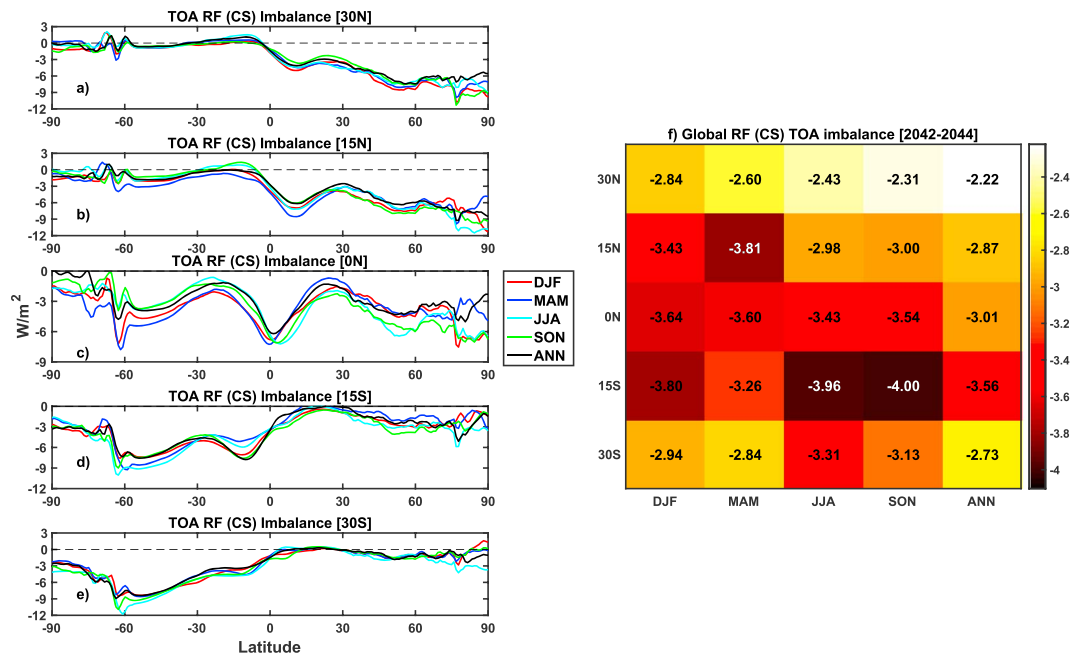 TOA RF (CS) Imbalance [30N]
3
0
-3
-6
-9
-12
a)
-90 -60 -30 0 30 60 90
TOA RF (CS) Imbalance [15N]
3
0
-3
-6
-9
-12
b)
-90 -60 -30 0 30 60 90
TOA RF (CS) Imbalance [0N]
0
-3
-6
-9
W/m2
c)
-90 -60 -30 0 30 60 90
DJF
MAM
JJA
SON
ANN
TOA RF (CS) Imbalance [15S]
0
-3
-6
-9
-12
d)
-90 -60 -30 0 30 60 90
TOA RF (CS) Imbalance [30S]
3
0
-3
-6
-9
-12
e)
-90 -60 -30 0 30 60 90
Latitude
f) Global RF (CS) TOA imbalance [2042-2044]
30N -2.84 -2.60 -2.43 -2.31 -2.22
15N -3.43 -3.81 -2.98 -3.00 -2.87
0N -3.64 -3.60 -3.43 -3.54 -3.01
15S -3.80 -3.26 -3.96 -4.00 -3.56
30S -2.94 -2.84 -3.31 -3.13 -2.73
DJF MAM JJA SON ANN
-2.4
-2.6
-2.8
-3
-3.2
-3.4
-3.6
-3.8
-4